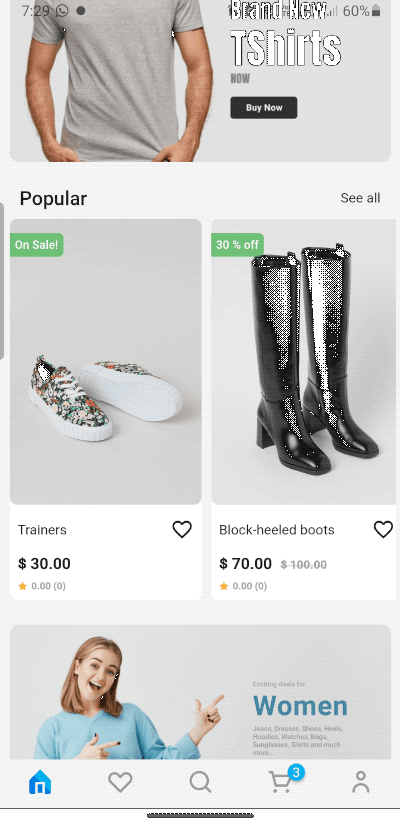 7:29
60%
Brand New
TShirts
NOW
Buy Now
Popular
See all
On Sale!
30 % off
Trainers
Block-heeled boots
$ 30.00
$ 70.00 $ 100.00
0.00 (0)
0.00 (0)
Exciting deals for
Women
Jeans, Dresses, Shoes, Heels,
Hoodies, Watches, Bags,
Sunglasses, Shirts and much
more...
3